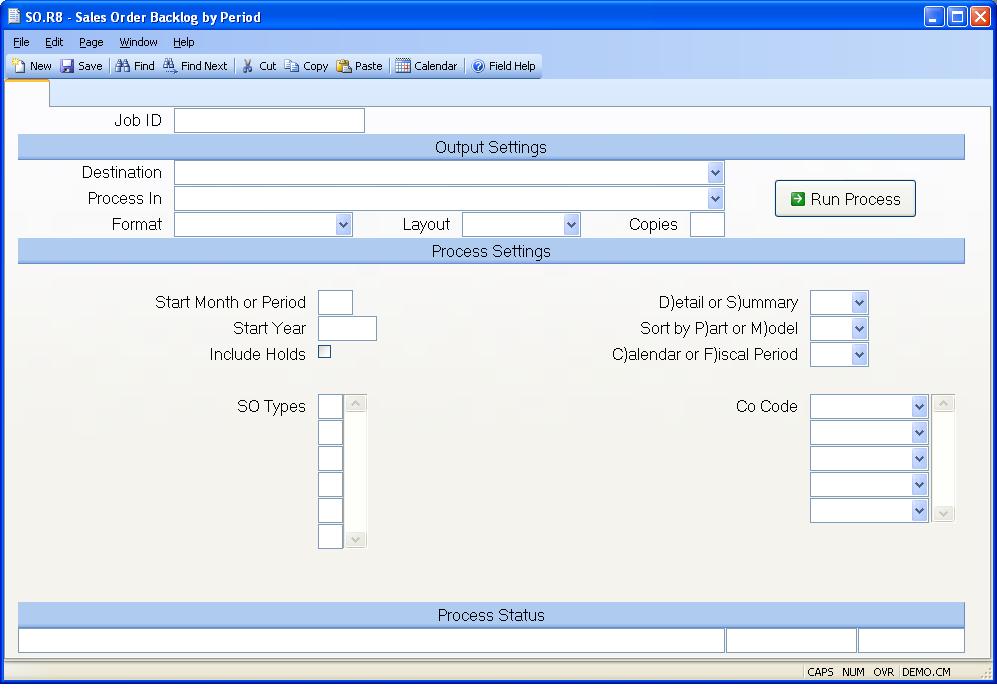 SO.R8 - Sales Order Backlog by Period
File Edit Page Window Help
New Save Find Find Next Cut Copy Paste Calendar Field Help
Job ID
Output Settings
Destination
Process In
Run Process
Format Layout Copies
Process Settings
Start Month or Period D)etail or S)ummary
Start Year Sort by P)art or M)odel
Include Holds C)alendar or F)iscal Period
SO Types Co Code
Process Status
CAPS NUM OVR DEMO.CM